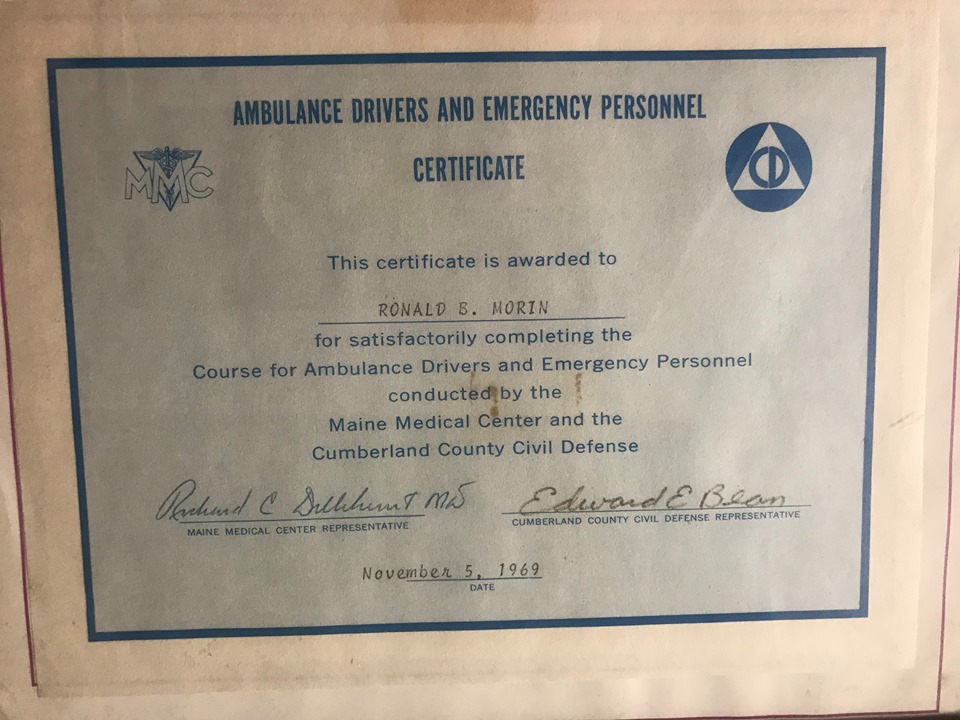 AMBULANCE DRIVERS AND EMERGENCY PERSONNEL
CERTIFICATE
MMC
CD
This certificate is awarded to
RONALD B. MORIN
for satisfactorily completing the
Course for Ambulance Drivers and Emergency Personnel
conducted by the
Maine Medical Center and the
Cumberland County Civil Defense
Richard C MD
MAINE MEDICAL CENTER REPRESENTATIVE
Edward E Bean
CUMBERLAND COUNTY CIVIL DEFENSE REPRESENTATIVE
November 5, 1969
DATE